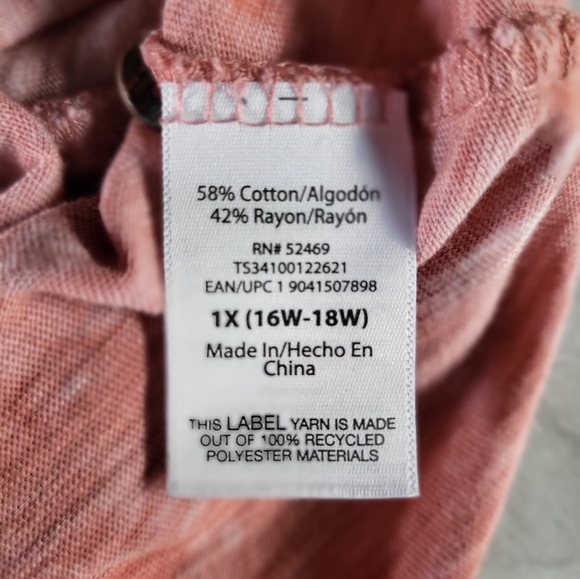 58% Cotton/Algodón
42% Rayon/Rayón
RN# 52469
TS34100122621
EAN/UPC 1 9041507898
1X (16W-18W)
Made In/Hecho En
China
THIS LABEL YARN IS MADE
OUT OF 100% RECYCLED
POLYESTER MATERIALS